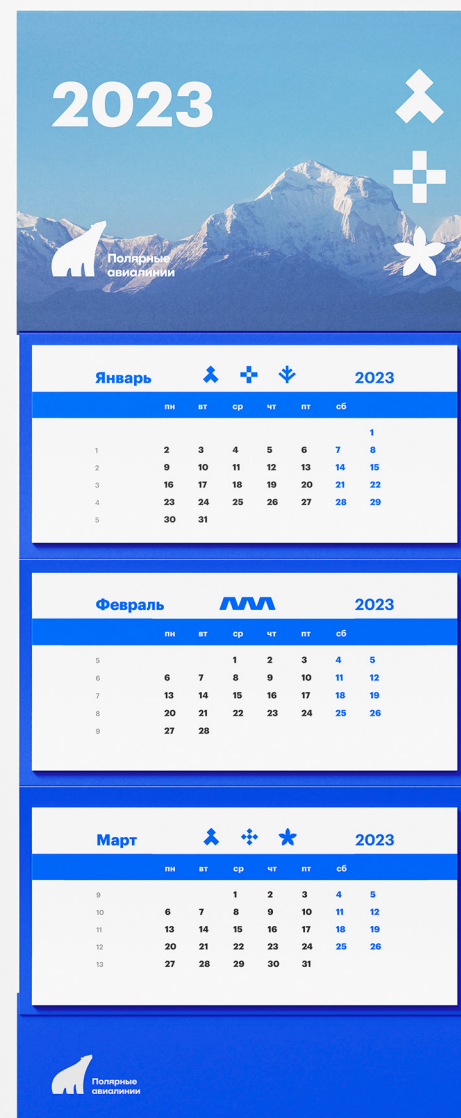 2023
Полярные
авиалинии
Январь 2023
пн вт ср чт пт сб
1
1 2 3 4 5 6 7 8
2 9 10 11 12 13 14 15
3 16 17 18 19 20 21 22
4 23 24 25 26 27 28 29
5 30 31
Февраль 2023
пн вт ср чт пт сб
5 1 2 3 4 5
6 6 7 8 9 10 11 12
7 13 14 15 16 17 18 19
8 20 21 22 23 24 25 26
9 27 28
Март 2023
пн вт ср чт пт сб
9 1 2 3 4 5
10 6 7 8 9 10 11 12
11 13 14 15 16 17 18 19
12 20 21 22 23 24 25 26
13 27 28 29 30 31
Полярные
авиалинии